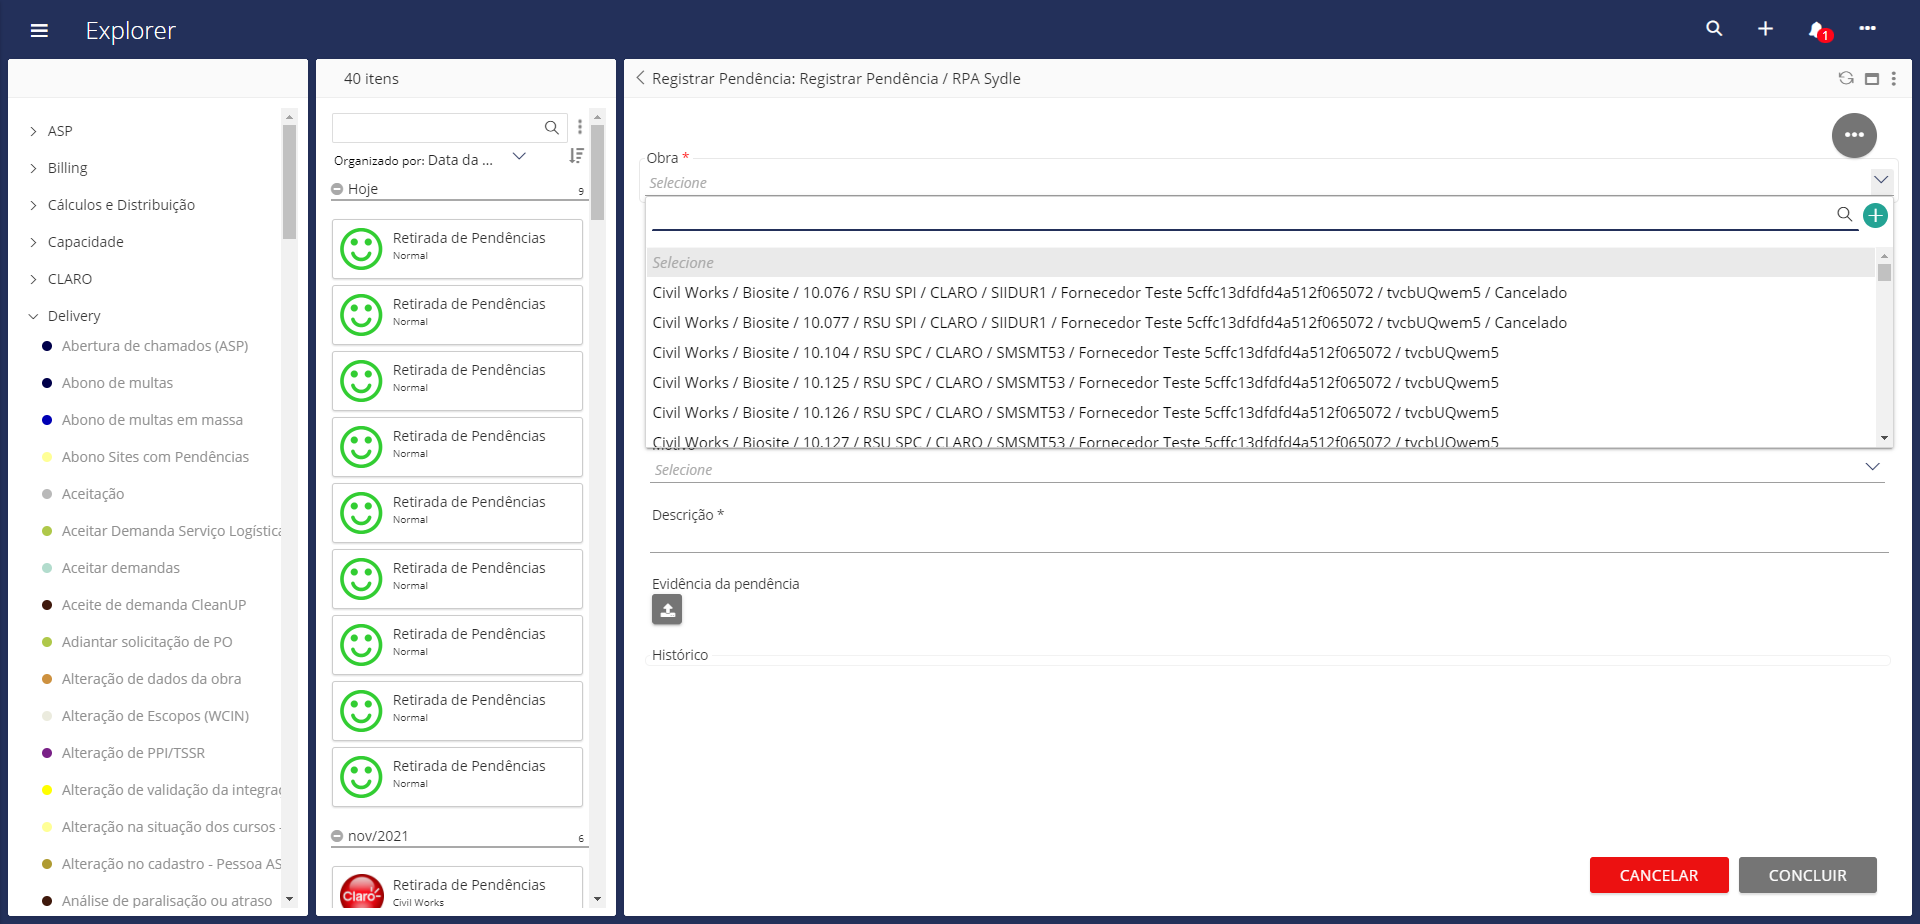 Explorer
1
ASP
Billing
Cálculos e Distribuição
Capacidade
CLARO
Delivery
Abertura de chamados (ASP)
Abono de multas
Abono de multas em massa
Abono Sites com Pendências
Aceitação
Aceitar Demanda Serviço Logística
Aceitar demandas
Aceite de demanda CleanUP
Adiantar solicitação de PO
Alteração de dados da obra
Alteração de Escopos (WCIN)
Alteração de PPI/TSSR
Alteração de validação da integrac
Alteração na situação dos cursos -
Alteração no cadastro - Pessoa AS
Análise de paralisação ou atraso
40 itens
Organizado por: Data da ...
Hoje 9
Retirada de Pendências
Normal
Retirada de Pendências
Normal
Retirada de Pendências
Normal
Retirada de Pendências
Normal
Retirada de Pendências
Normal
Retirada de Pendências
Normal
Retirada de Pendências
Normal
Retirada de Pendências
Normal
Retirada de Pendências
Normal
nov/2021 6
Claro
Retirada de Pendências
Civil Works
Registrar Pendência: Registrar Pendência / RPA Sydle
Obra *
Selecione
Selecione
Civil Works / Biosite / 10.076 / RSU SPI / CLARO / SIIDUR1 / Fornecedor Teste 5cffc13dfdfd4a512f065072 / tvcbUQwem5 / Cancelado
Civil Works / Biosite / 10.077 / RSU SPI / CLARO / SIIDUR1 / Fornecedor Teste 5cffc13dfdfd4a512f065072 / tvcbUQwem5 / Cancelado
Civil Works / Biosite / 10.104 / RSU SPC / CLARO / SMSMT53 / Fornecedor Teste 5cffc13dfdfd4a512f065072 / tvcbUQwem5
Civil Works / Biosite / 10.125 / RSU SPC / CLARO / SMSMT53 / Fornecedor Teste 5cffc13dfdfd4a512f065072 / tvcbUQwem5
Civil Works / Biosite / 10.126 / RSU SPC / CLARO / SMSMT53 / Fornecedor Teste 5cffc13dfdfd4a512f065072 / tvcbUQwem5
Civil Works / Biosite / 10.127 / RSU SPC / CLARO / SMSMT53 / Fornecedor Teste 5cffc13dfdfd4a512f065072 / tvcbUQwem5
Motivo
Selecione
Descrição *
Evidência da pendência
Histórico
CANCELAR
CONCLUIR